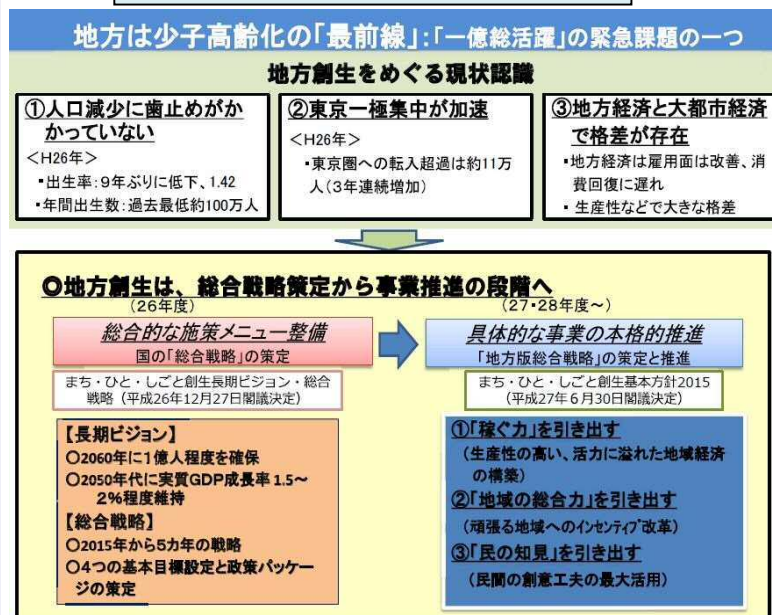 地方は少子高齢化の「最前線」:「一億総活躍」の緊急課題の一つ
地方創生をめぐる現状認識
①人口減少に歯止めがか
かっていない
＜H26年＞
▪出生率:9年ぶりに低下、1.42
▪年間出生数:過去最低約100万人
②東京一極集中が加速
＜H26年＞
▪東京圏への転入超過は約11万
人(3年連続増加)
③地方経済と大都市経済
で格差が存在
▪地方経済は雇用面は改善、消
費回復に遅れ
▪ 生産性などで大きな格差
〇地方創生は、総合戦略策定から事業推進の段階へ
(26年度)
総合的な施策メニュー整備
国の「総合戦略」の策定
まち・ひと・しごと創生長期ビジョン・総合
戦略(平成26年12月27日閣議決定)
【長期ビジョン】
〇2060年に1億人程度を確保
〇2050年代に実質GDP成長率1.5～
2%程度維持
【総合戦略】
〇2015年から5カ年の戦略
〇4つの基本目標設定と政策パッケー
ジの策定
(27・28年度～)
具体的な事業の本格的推進
「地方版総合戦略」の策定と推進
まち・ひと・しごと創生基本方針2015
(平成27年6月30日閣議決定)
①「稼ぐ力」を引き出す
(生産性の高い、活力に溢れた地域経済
の構築)
②「地域の総合力」を引き出す
(頑張る地域へのインセンティブ改革)
③「民の知見」を引き出す
(民間の創意工夫の最大活用)